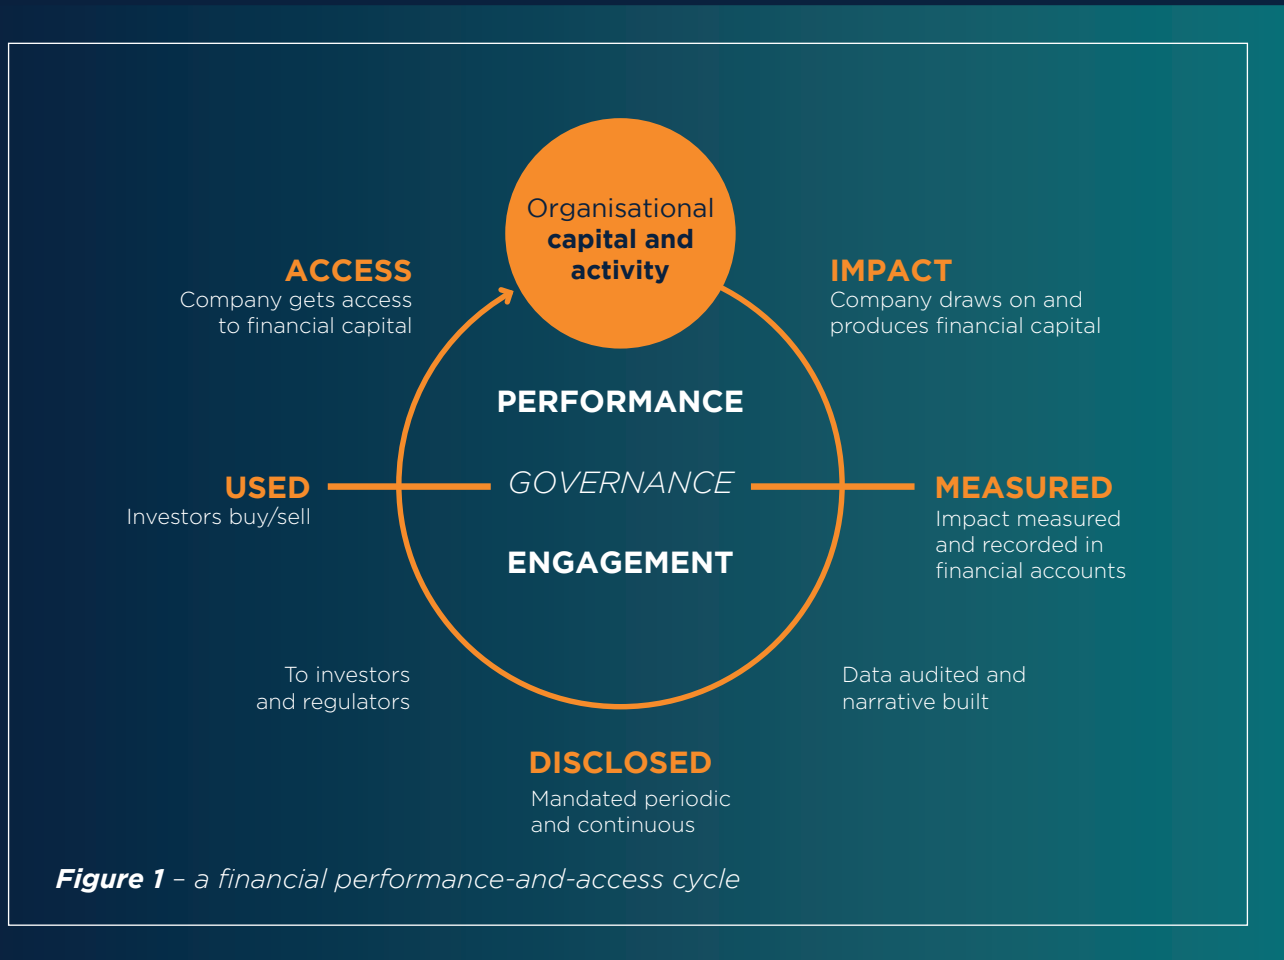 Organisational
capital and
activity
ACCESS
Company gets access
to financial capital
IMPACT
Company draws on and
produces financial capital
PERFORMANCE
USED
Investors buy/sell
GOVERNANCE
MEASURED
Impact measured
and recorded in
financial accounts
ENGAGEMENT
To investors
and regulators
Data audited and
narrative built
DISCLOSED
Mandated periodic
and continuous
Figure 1 – a financial performance-and-access cycle